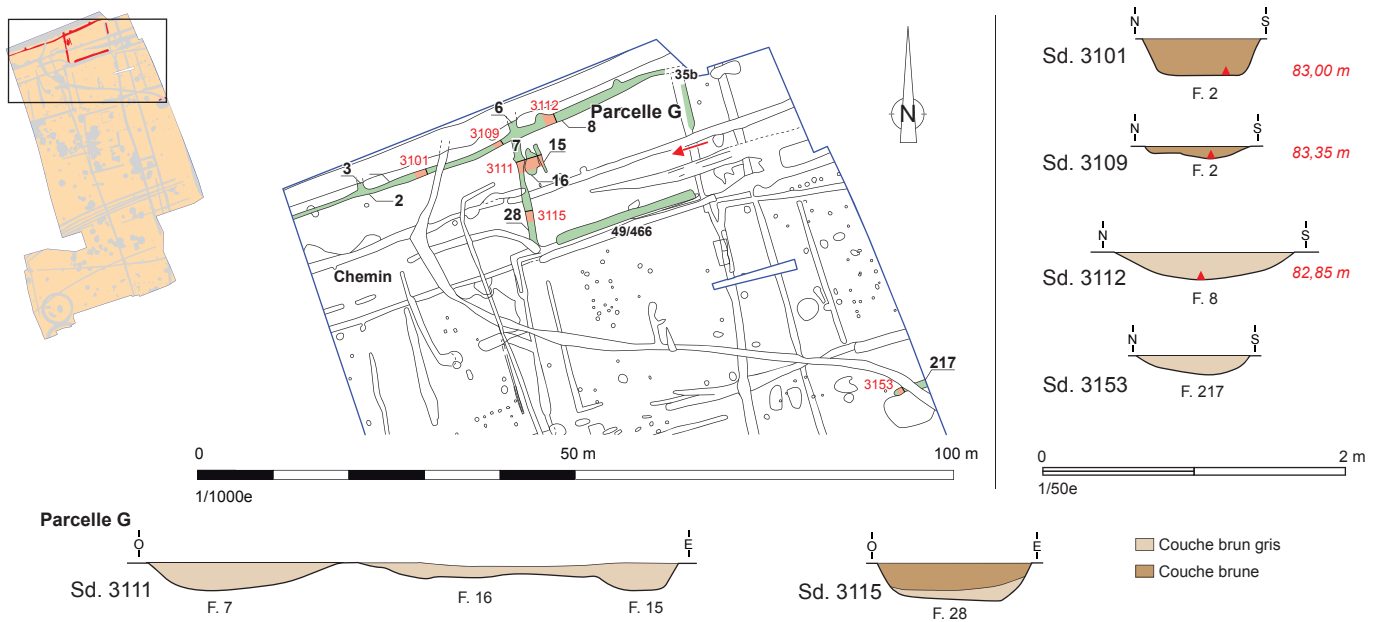 35b
6
3112
Parcelle G
8
3109
7
15
3
3101
3111
16
2
28
3115
49/466
Chemin
217
3153
N
0
50 m
100 m
1/1000e
N
S
Sd. 3101
83,00 m
F. 2
N
S
Sd. 3109
83,35 m
F. 2
N
S
Sd. 3112
82,85 m
F. 8
N
S
Sd. 3153
F. 217
0
2 m
1/50e
Parcelle G
O
E
Sd. 3111
F. 7
F. 16
F. 15
O
E
Sd. 3115
F. 28
Couche brun gris
Couche brune